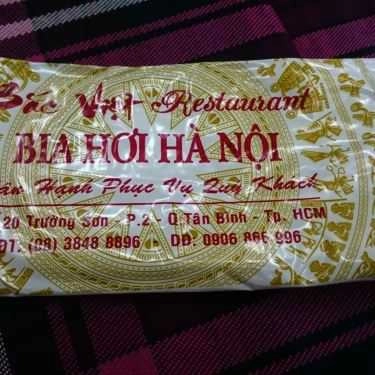 Bắc Việt Restaurant
BIA HƠI HÀ NỘI
ân Hạnh Phục Vụ Quý Khách
20 Trường Sơn - P.2 - Q.Tân Bình - Tp. HCM
ĐT: (08) 3848 8896 - DĐ: 0906 866 996